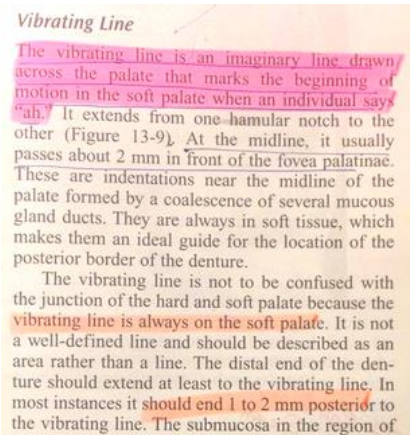 Vibrating Line
The vibrating line is an imaginary line drawn
across the palate that marks the beginning of
motion in the soft palate when an individual says
“ah.” It extends from one hamular notch to the
other (Figure 13-9). At the midline, it usually
passes about 2 mm in front of the fovea palatinae.
These are indentations near the midline of the
palate formed by a coalescence of several mucous
gland ducts. They are always in soft tissue, which
makes them an ideal guide for the location of the
posterior border of the denture.
The vibrating line is not to be confused with
the junction of the hard and soft palate because the
vibrating line is always on the soft palate. It is not
a well-defined line and should be described as an
area rather than a line. The distal end of the den-
ture should extend at least to the vibrating line. In
most instances it should end 1 to 2 mm posterior to
the vibrating line. The submucosa in the region of